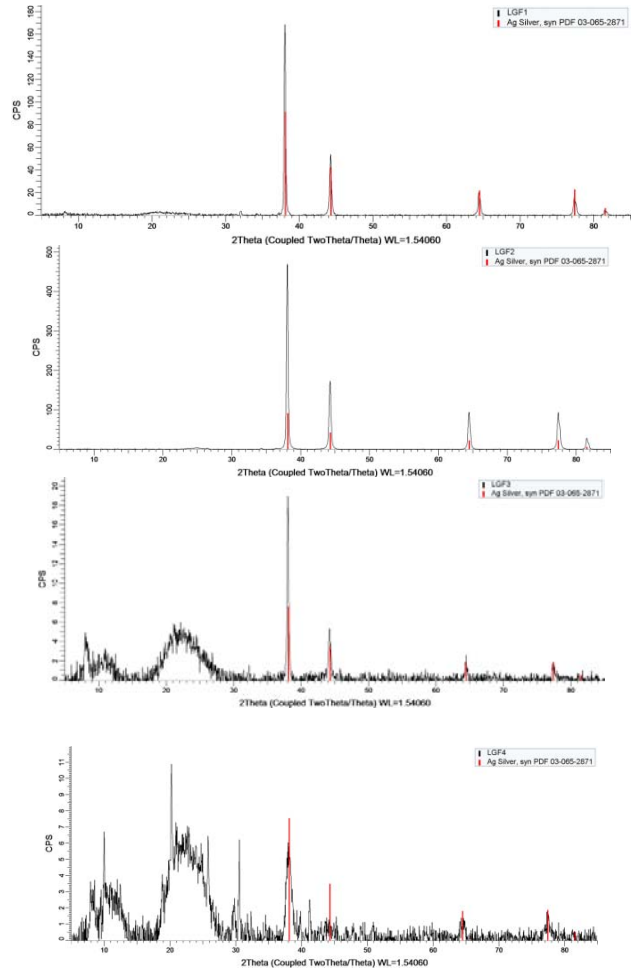 LGF1
Ag Silver, syn PDF 03-065-2871
CPS
180
160
140
120
100
80
60
40
20
0
10 20 30 40 50 60 70 80
2Theta (Coupled TwoTheta/Theta) WL=1.54060
LGF2
Ag Silver, syn PDF 03-065-2871
CPS
500
400
300
200
100
0
10 20 30 40 50 60 70 80
2Theta (Coupled TwoTheta/Theta) WL=1.54060
LGF3
Ag Silver, syn PDF 03-065-2871
CPS
20
18
16
14
12
10
8
6
4
2
0
10 20 30 40 50 60 70 80
2Theta (Coupled TwoTheta/Theta) WL=1.54060
LGF4
Ag Silver, syn PDF 03-065-2871
CPS
11
10
9
8
7
6
5
4
3
2
1
0
10 20 30 40 50 60 70 80
2Theta (Coupled TwoTheta/Theta) WL=1.54060